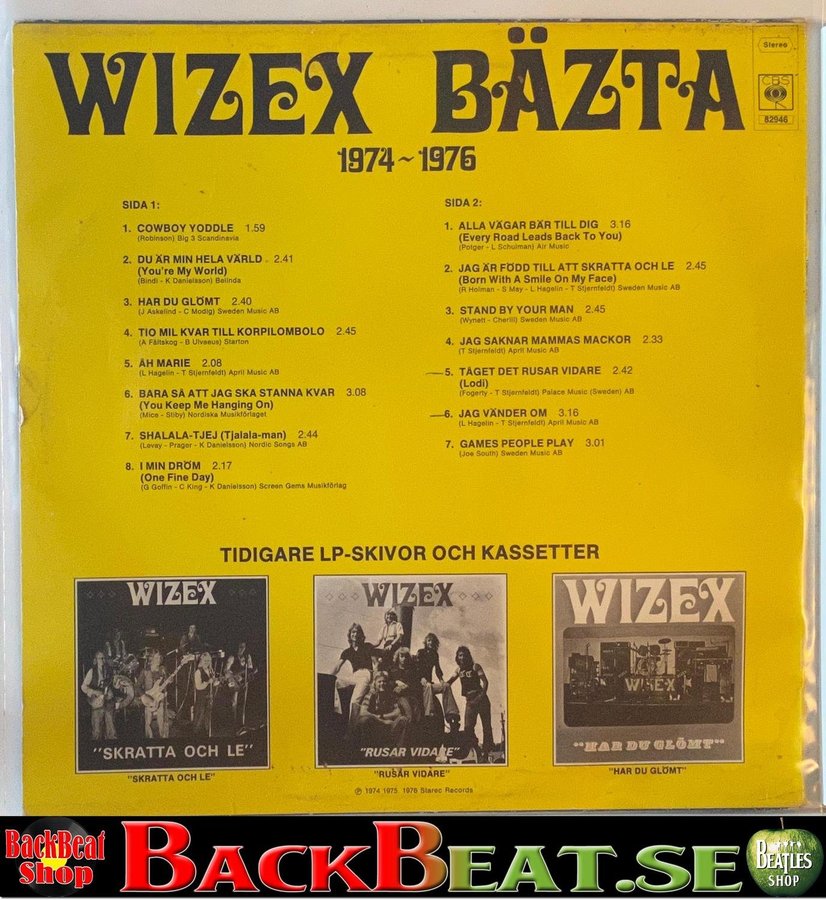 WIZEX BÄZTA
Stereo
CBS
82946
1974~1976
SIDA 1:
1. COWBOY YODDLE 1.59
(Robinson) Big 3 Scandinavia
2. DU ÄR MIN HELA VÄRLD 2.41
(You're My World)
(Bindi - K Danielsson) Belinda
3. HAR DU GLÖMT 2.40
(J Askelind - C Modig) Sweden Music AB
4. TIO MIL KVAR TILL KORPILOMBOLO 2.45
(A Fältskog - B Ulvaeus) Starton
5. ÅH MARIE 2.08
(L Hagelin - T Stjernfeldt) April Music AB
6. BARA SÅ ATT JAG SKA STANNA KVAR 3.08
(You Keep Me Hanging On)
(Mice - Stiby) Nordiska Musikförlaget
7. SHALALA-TJEJ (Tjalala-man) 2.44
(Levay - Prager - K Danielsson) Nordic Songs AB
8. I MIN DRÖM 2.17
(One Fine Day)
(G Goffin - C King - K Danielsson) Screen Gems Musikförlag
SIDA 2:
1. ALLA VÄGAR BÄR TILL DIG 3.16
(Every Road Leads Back To You)
(Potger - L Schulman) Air Music
2. JAG ÄR FÖDD TILL ATT SKRATTA OCH LE 2.45
(Born With A Smile On My Face)
(R Holman - S May - L Hagelin - T Stjernfeldt) Sweden Music AB
3. STAND BY YOUR MAN 2.45
(Wynett - Cherlil) Sweden Music AB
4. JAG SAKNAR MAMMAS MACKOR 2.33
(T Stjernfeldt) April Music AB
5. TÅGET DET RUSAR VIDARE 2.42
(Lodi)
(Fogerty - T Stjernfeldt) Palace Music (Sweden) AB
6. JAG VÄNDER OM 3.16
(L Hagelin - T Stjernfeldt) April Music AB
7. GAMES PEOPLE PLAY 3.01
(Joe South) Sweden Music AB
TIDIGARE LP-SKIVOR OCH KASSETTER
WIZEX
"SKRATTA OCH LE"
"SKRATTA OCH LE"
WIZEX
"RUSAR VIDARE"
"RUSAR VIDARE"
WIZEX
WIZEX
"HAR DU GLÖMT"
"HAR DU GLÖMT"
℗ 1974 1975 1976 Starec Records
BackBeat
Shop
BACKBEAT.SE
BEATLES
SHOP